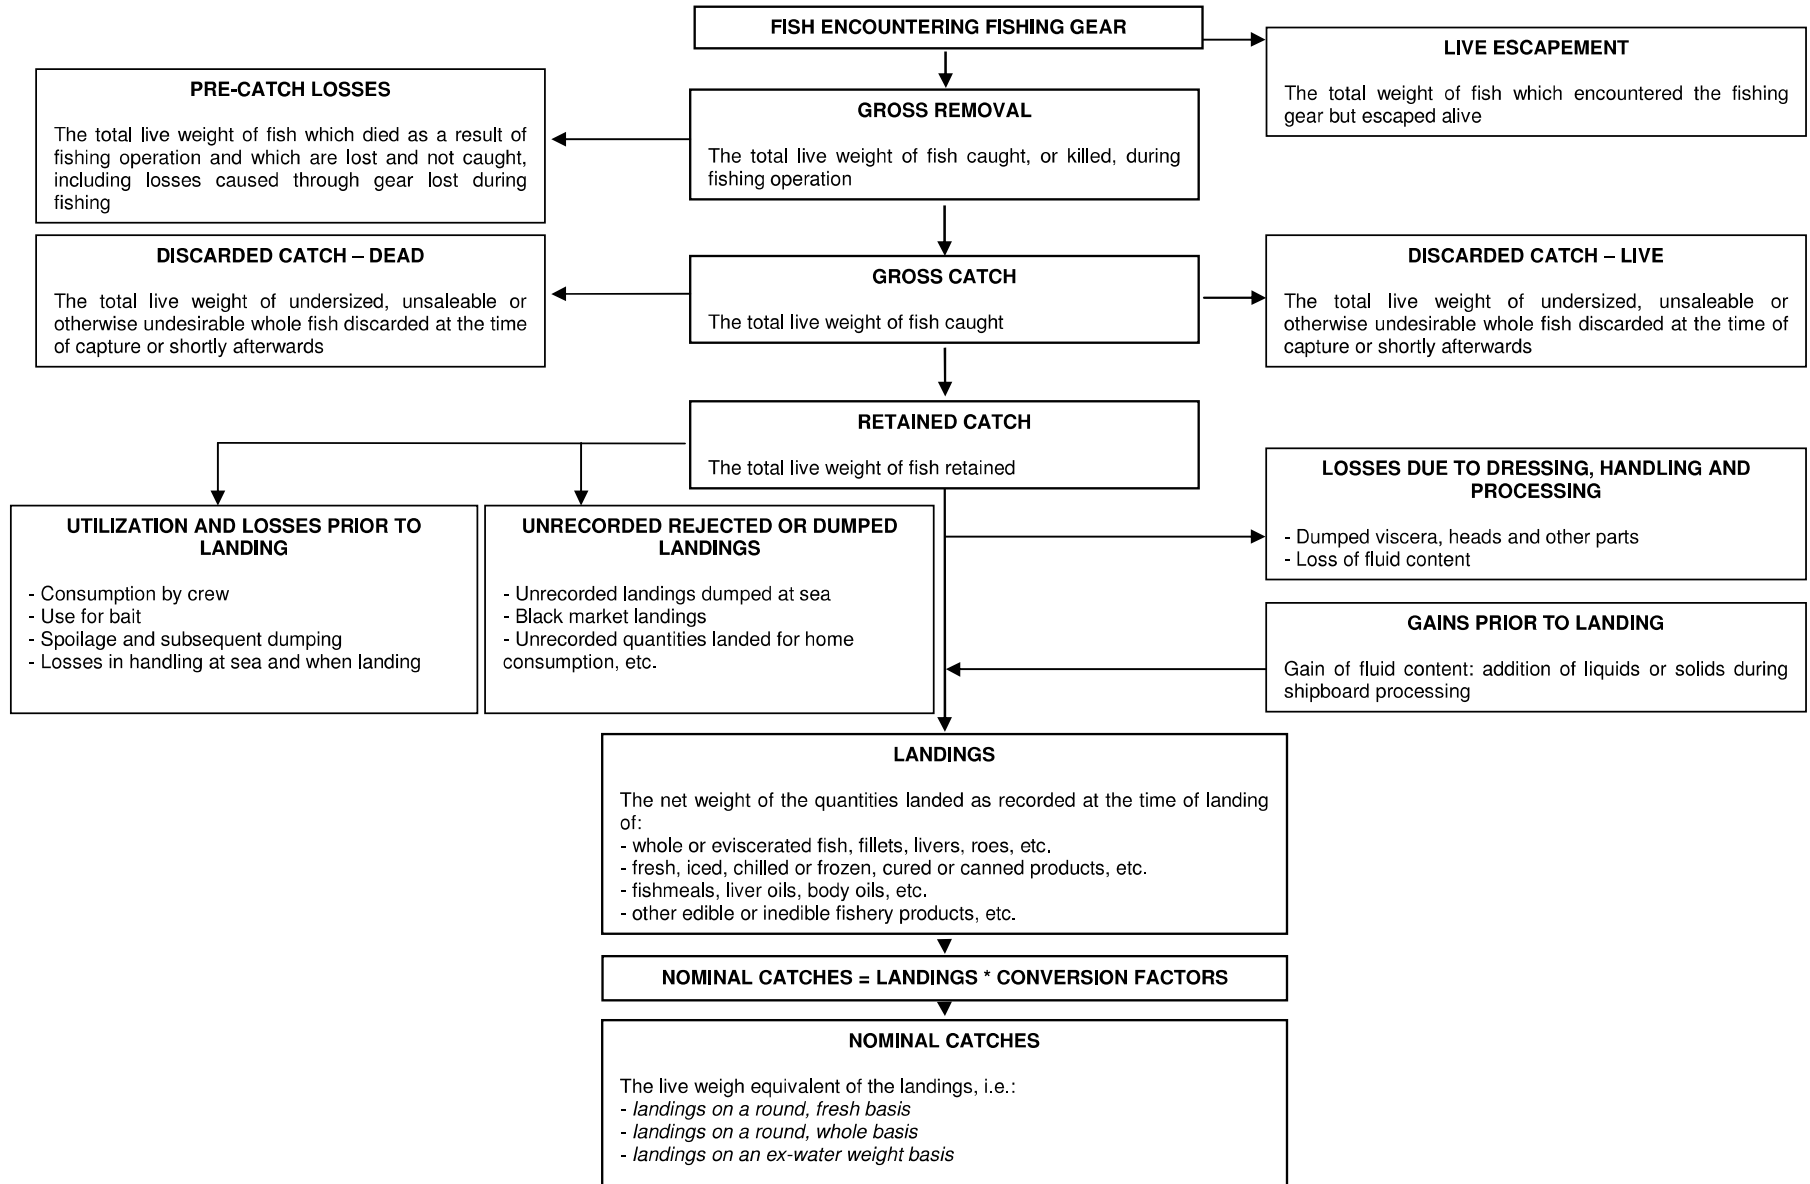 FISH ENCOUNTERING FISHING GEAR
LIVE ESCAPEMENT
The total weight of fish which encountered the fishing
gear but escaped alive
PRE-CATCH LOSSES
The total live weight of fish which died as a result of
fishing operation and which are lost and not caught,
including losses caused through gear lost during
fishing
GROSS REMOVAL
The total live weight of fish caught, or killed, during
fishing operation
DISCARDED CATCH – DEAD
The total live weight of undersized, unsaleable or
otherwise undesirable whole fish discarded at the time
of capture or shortly afterwards
GROSS CATCH
The total live weight of fish caught
DISCARDED CATCH – LIVE
The total live weight of undersized, unsaleable or
otherwise undesirable whole fish discarded at the time of
capture or shortly afterwards
RETAINED CATCH
The total live weight of fish retained
LOSSES DUE TO DRESSING, HANDLING AND
PROCESSING
- Dumped viscera, heads and other parts
- Loss of fluid content
UTILIZATION AND LOSSES PRIOR TO
LANDING
- Consumption by crew
- Use for bait
- Spoilage and subsequent dumping
- Losses in handling at sea and when landing
UNRECORDED REJECTED OR DUMPED
LANDINGS
- Unrecorded landings dumped at sea
- Black market landings
- Unrecorded quantities landed for home
consumption, etc.
GAINS PRIOR TO LANDING
Gain of fluid content: addition of liquids or solids during
shipboard processing
LANDINGS
The net weight of the quantities landed as recorded at the time of landing
of:
- whole or eviscerated fish, fillets, livers, roes, etc.
- fresh, iced, chilled or frozen, cured or canned products, etc.
- fishmeals, liver oils, body oils, etc.
- other edible or inedible fishery products, etc.
NOMINAL CATCHES = LANDINGS * CONVERSION FACTORS
NOMINAL CATCHES
The live weigh equivalent of the landings, i.e.:
- landings on a round, fresh basis
- landings on a round, whole basis
- landings on an ex-water weight basis